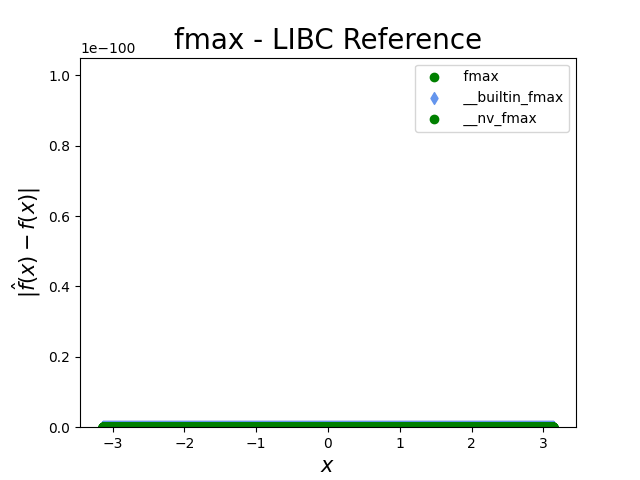 fmax - LIBC Reference
1e−100
1.0
0.8
0.6
0.4
0.2
0.0
|f̂(x) − f(x)|
fmax
__builtin_fmax
__nv_fmax
−3
−2
−1
0
1
2
3
x